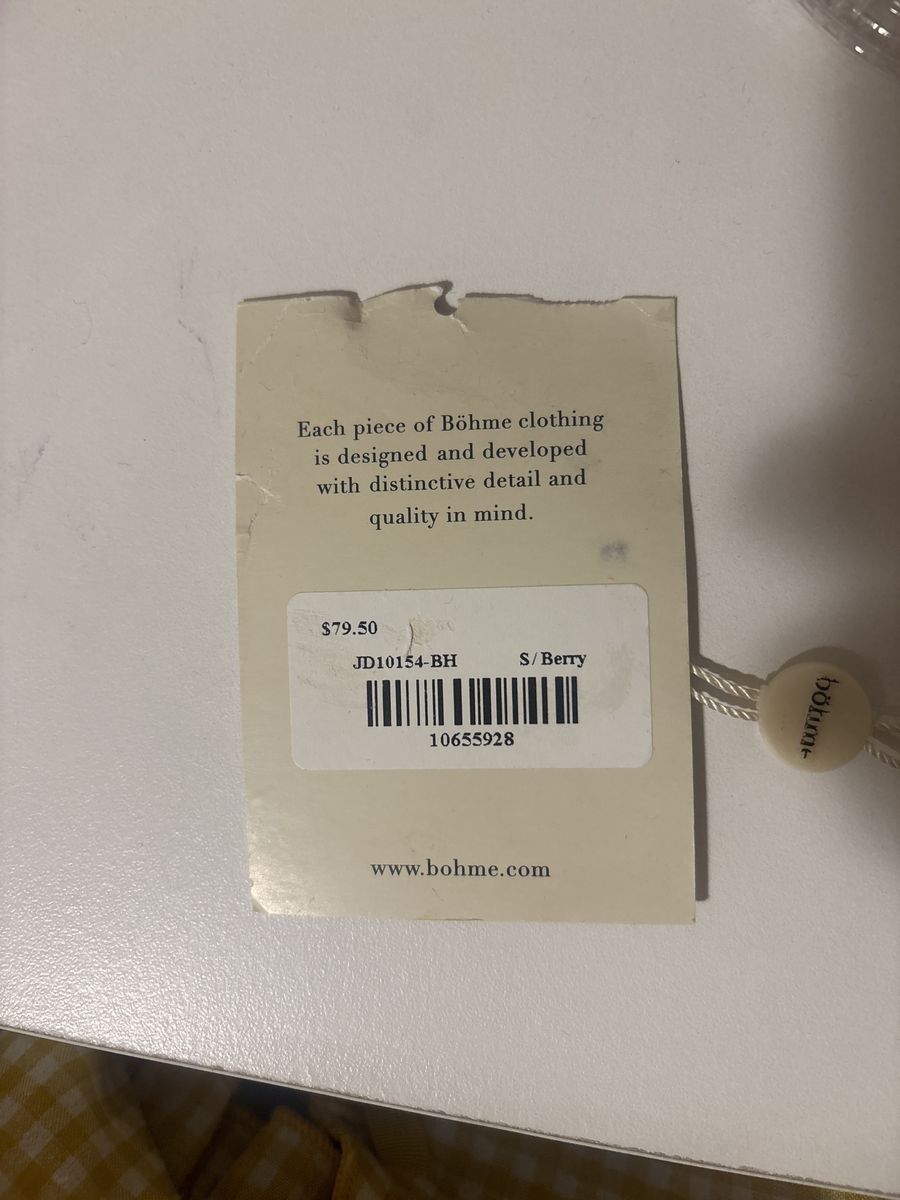 Each piece of Böhme clothing
is designed and developed
with distinctive detail and
quality in mind.
$79.50
JD10154-BH
S/Berry
10655928
www.bohme.com
böhme